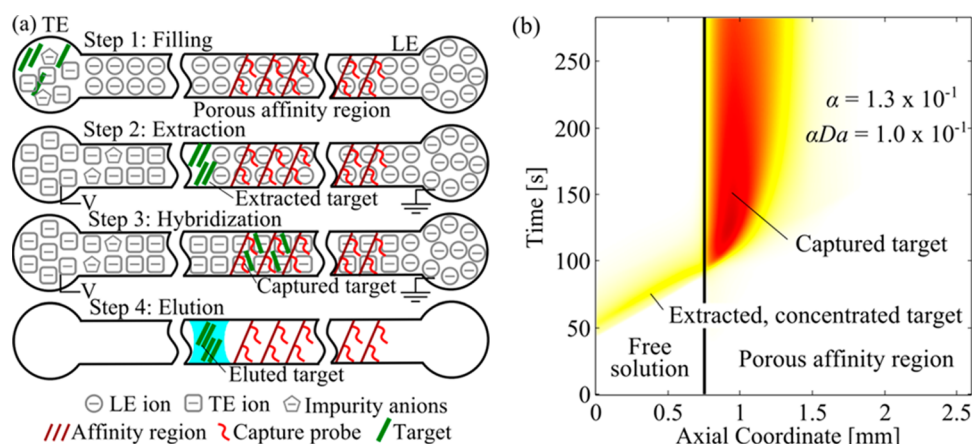 (a) TE
Step 1: Filling
LE
Porous affinity region
Step 2: Extraction
V
Extracted target
Step 3: Hybridization
V
Captured target
Step 4: Elution
Eluted target
LE ion TE ion Impurity anions
Affinity region Capture probe Target
(b)
Time [s]
250
200
150
100
50
0
α = 1.3 x 10⁻¹
αDa = 1.0 x 10⁻¹
Captured target
Extracted, concentrated target
Free
solution
Porous affinity region
0 0.5 1 1.5 2 2.5
Axial Coordinate [mm]